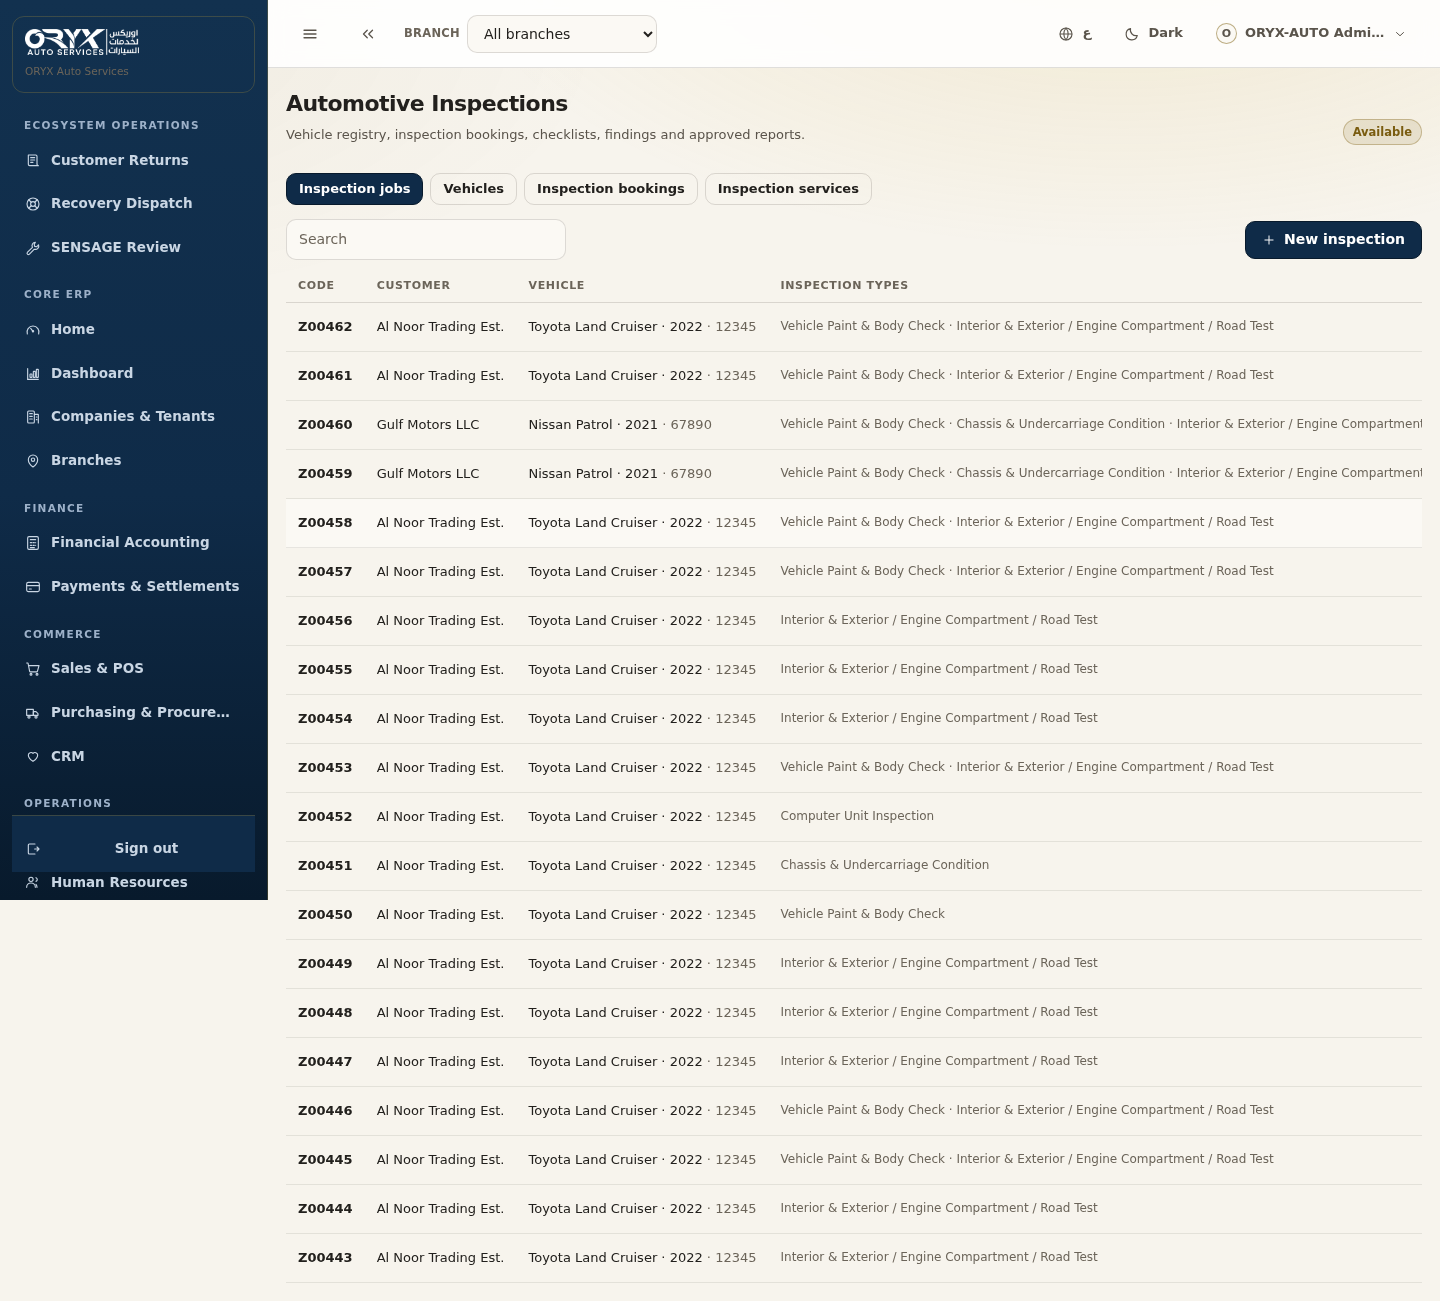 ORYX
AUTO SERVICES
اوريكس
لخدمات
السيارات
ORYX Auto Services
ECOSYSTEM OPERATIONS
Customer Returns
Recovery Dispatch
SENSAGE Review
CORE ERP
Home
Dashboard
Companies & Tenants
Branches
FINANCE
Financial Accounting
Payments & Settlements
COMMERCE
Sales & POS
Purchasing & Procure...
CRM
OPERATIONS
Sign out
Human Resources
BRANCH All branches ع Dark O ORYX-AUTO Admi...
Automotive Inspections
Vehicle registry, inspection bookings, checklists, findings and approved reports.
Available
Inspection jobs Vehicles Inspection bookings Inspection services
Search + New inspection
CODE CUSTOMER VEHICLE INSPECTION TYPES
Z00462 Al Noor Trading Est. Toyota Land Cruiser · 2022 · 12345 Vehicle Paint & Body Check · Interior & Exterior / Engine Compartment / Road Test
Z00461 Al Noor Trading Est. Toyota Land Cruiser · 2022 · 12345 Vehicle Paint & Body Check · Interior & Exterior / Engine Compartment / Road Test
Z00460 Gulf Motors LLC Nissan Patrol · 2021 · 67890 Vehicle Paint & Body Check · Chassis & Undercarriage Condition · Interior & Exterior / Engine Compartment
Z00459 Gulf Motors LLC Nissan Patrol · 2021 · 67890 Vehicle Paint & Body Check · Chassis & Undercarriage Condition · Interior & Exterior / Engine Compartment
Z00458 Al Noor Trading Est. Toyota Land Cruiser · 2022 · 12345 Vehicle Paint & Body Check · Interior & Exterior / Engine Compartment / Road Test
Z00457 Al Noor Trading Est. Toyota Land Cruiser · 2022 · 12345 Vehicle Paint & Body Check · Interior & Exterior / Engine Compartment / Road Test
Z00456 Al Noor Trading Est. Toyota Land Cruiser · 2022 · 12345 Interior & Exterior / Engine Compartment / Road Test
Z00455 Al Noor Trading Est. Toyota Land Cruiser · 2022 · 12345 Interior & Exterior / Engine Compartment / Road Test
Z00454 Al Noor Trading Est. Toyota Land Cruiser · 2022 · 12345 Interior & Exterior / Engine Compartment / Road Test
Z00453 Al Noor Trading Est. Toyota Land Cruiser · 2022 · 12345 Vehicle Paint & Body Check · Interior & Exterior / Engine Compartment / Road Test
Z00452 Al Noor Trading Est. Toyota Land Cruiser · 2022 · 12345 Computer Unit Inspection
Z00451 Al Noor Trading Est. Toyota Land Cruiser · 2022 · 12345 Chassis & Undercarriage Condition
Z00450 Al Noor Trading Est. Toyota Land Cruiser · 2022 · 12345 Vehicle Paint & Body Check
Z00449 Al Noor Trading Est. Toyota Land Cruiser · 2022 · 12345 Interior & Exterior / Engine Compartment / Road Test
Z00448 Al Noor Trading Est. Toyota Land Cruiser · 2022 · 12345 Interior & Exterior / Engine Compartment / Road Test
Z00447 Al Noor Trading Est. Toyota Land Cruiser · 2022 · 12345 Interior & Exterior / Engine Compartment / Road Test
Z00446 Al Noor Trading Est. Toyota Land Cruiser · 2022 · 12345 Vehicle Paint & Body Check · Interior & Exterior / Engine Compartment / Road Test
Z00445 Al Noor Trading Est. Toyota Land Cruiser · 2022 · 12345 Vehicle Paint & Body Check · Interior & Exterior / Engine Compartment / Road Test
Z00444 Al Noor Trading Est. Toyota Land Cruiser · 2022 · 12345 Interior & Exterior / Engine Compartment / Road Test
Z00443 Al Noor Trading Est. Toyota Land Cruiser · 2022 · 12345 Interior & Exterior / Engine Compartment / Road Test